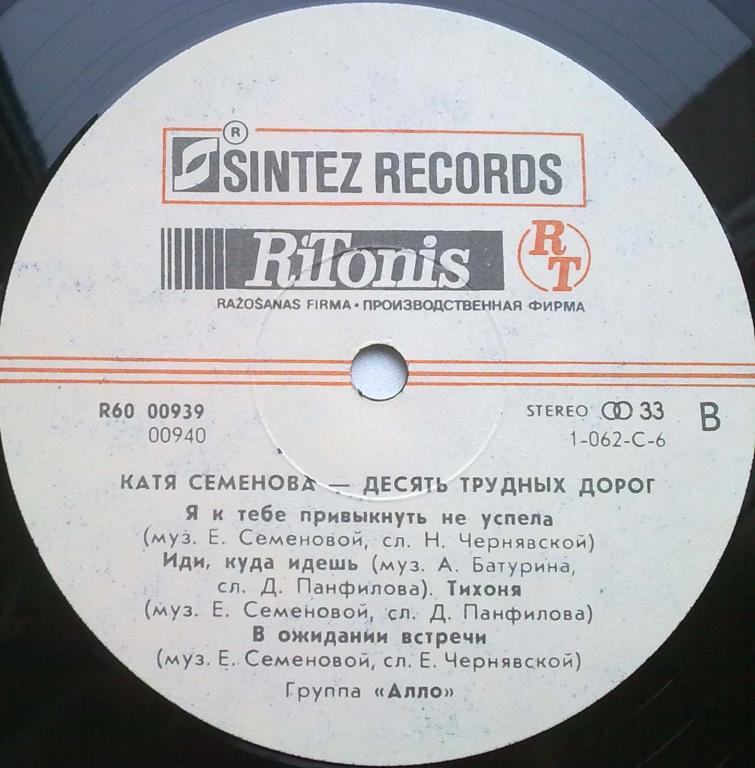 ®
SINTEZ RECORDS
RiTonis RT
RAŽOŠANAS FIRMA • ПРОИЗВОДСТВЕННАЯ ФИРМА
R60 00939 STEREO 33 B
00940 1-062-C-6
КАТЯ СЕМЕНОВА — ДЕСЯТЬ ТРУДНЫХ ДОРОГ
Я к тебе привыкнуть не успела
(муз. Е. Семеновой, сл. Н. Чернявской)
Иди, куда идешь (муз. А. Батурина,
сл. Д. Панфилова). Тихоня
(муз. Е. Семеновой, сл. Д. Панфилова)
В ожидании встречи
(муз. Е. Семеновой, сл. Е. Чернявской)
Группа «Алло»